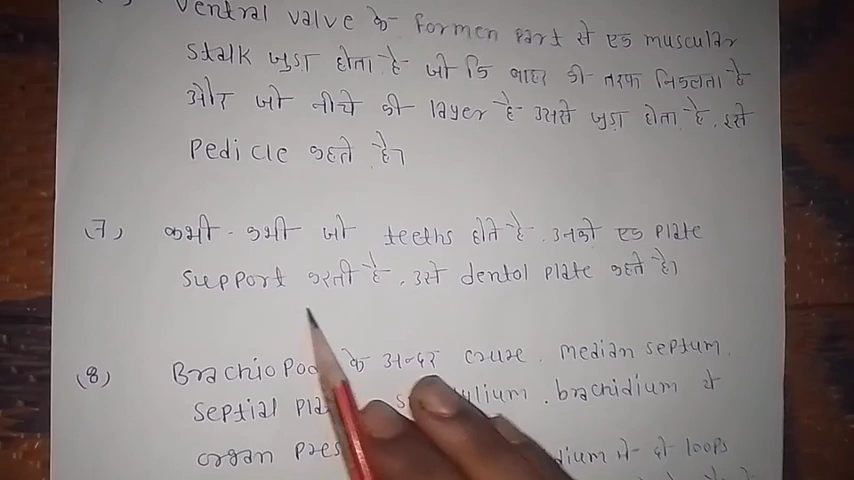 ventral valve के formen part से एक muscular
stalk जुड़ा होता है जो कि बाहर की तरफ निकलता है
और जो नीचे की layer है उससे जुड़ा होता है, इसे
Pedicle कहते है।
(7) कभी-कभी जो teeths होते है उनको एक plate
support करती है, उसे dental plate कहते है।
(8) Brachiopod के अन्दर crure, median septum,
septial brachidium ये
organ दो loops